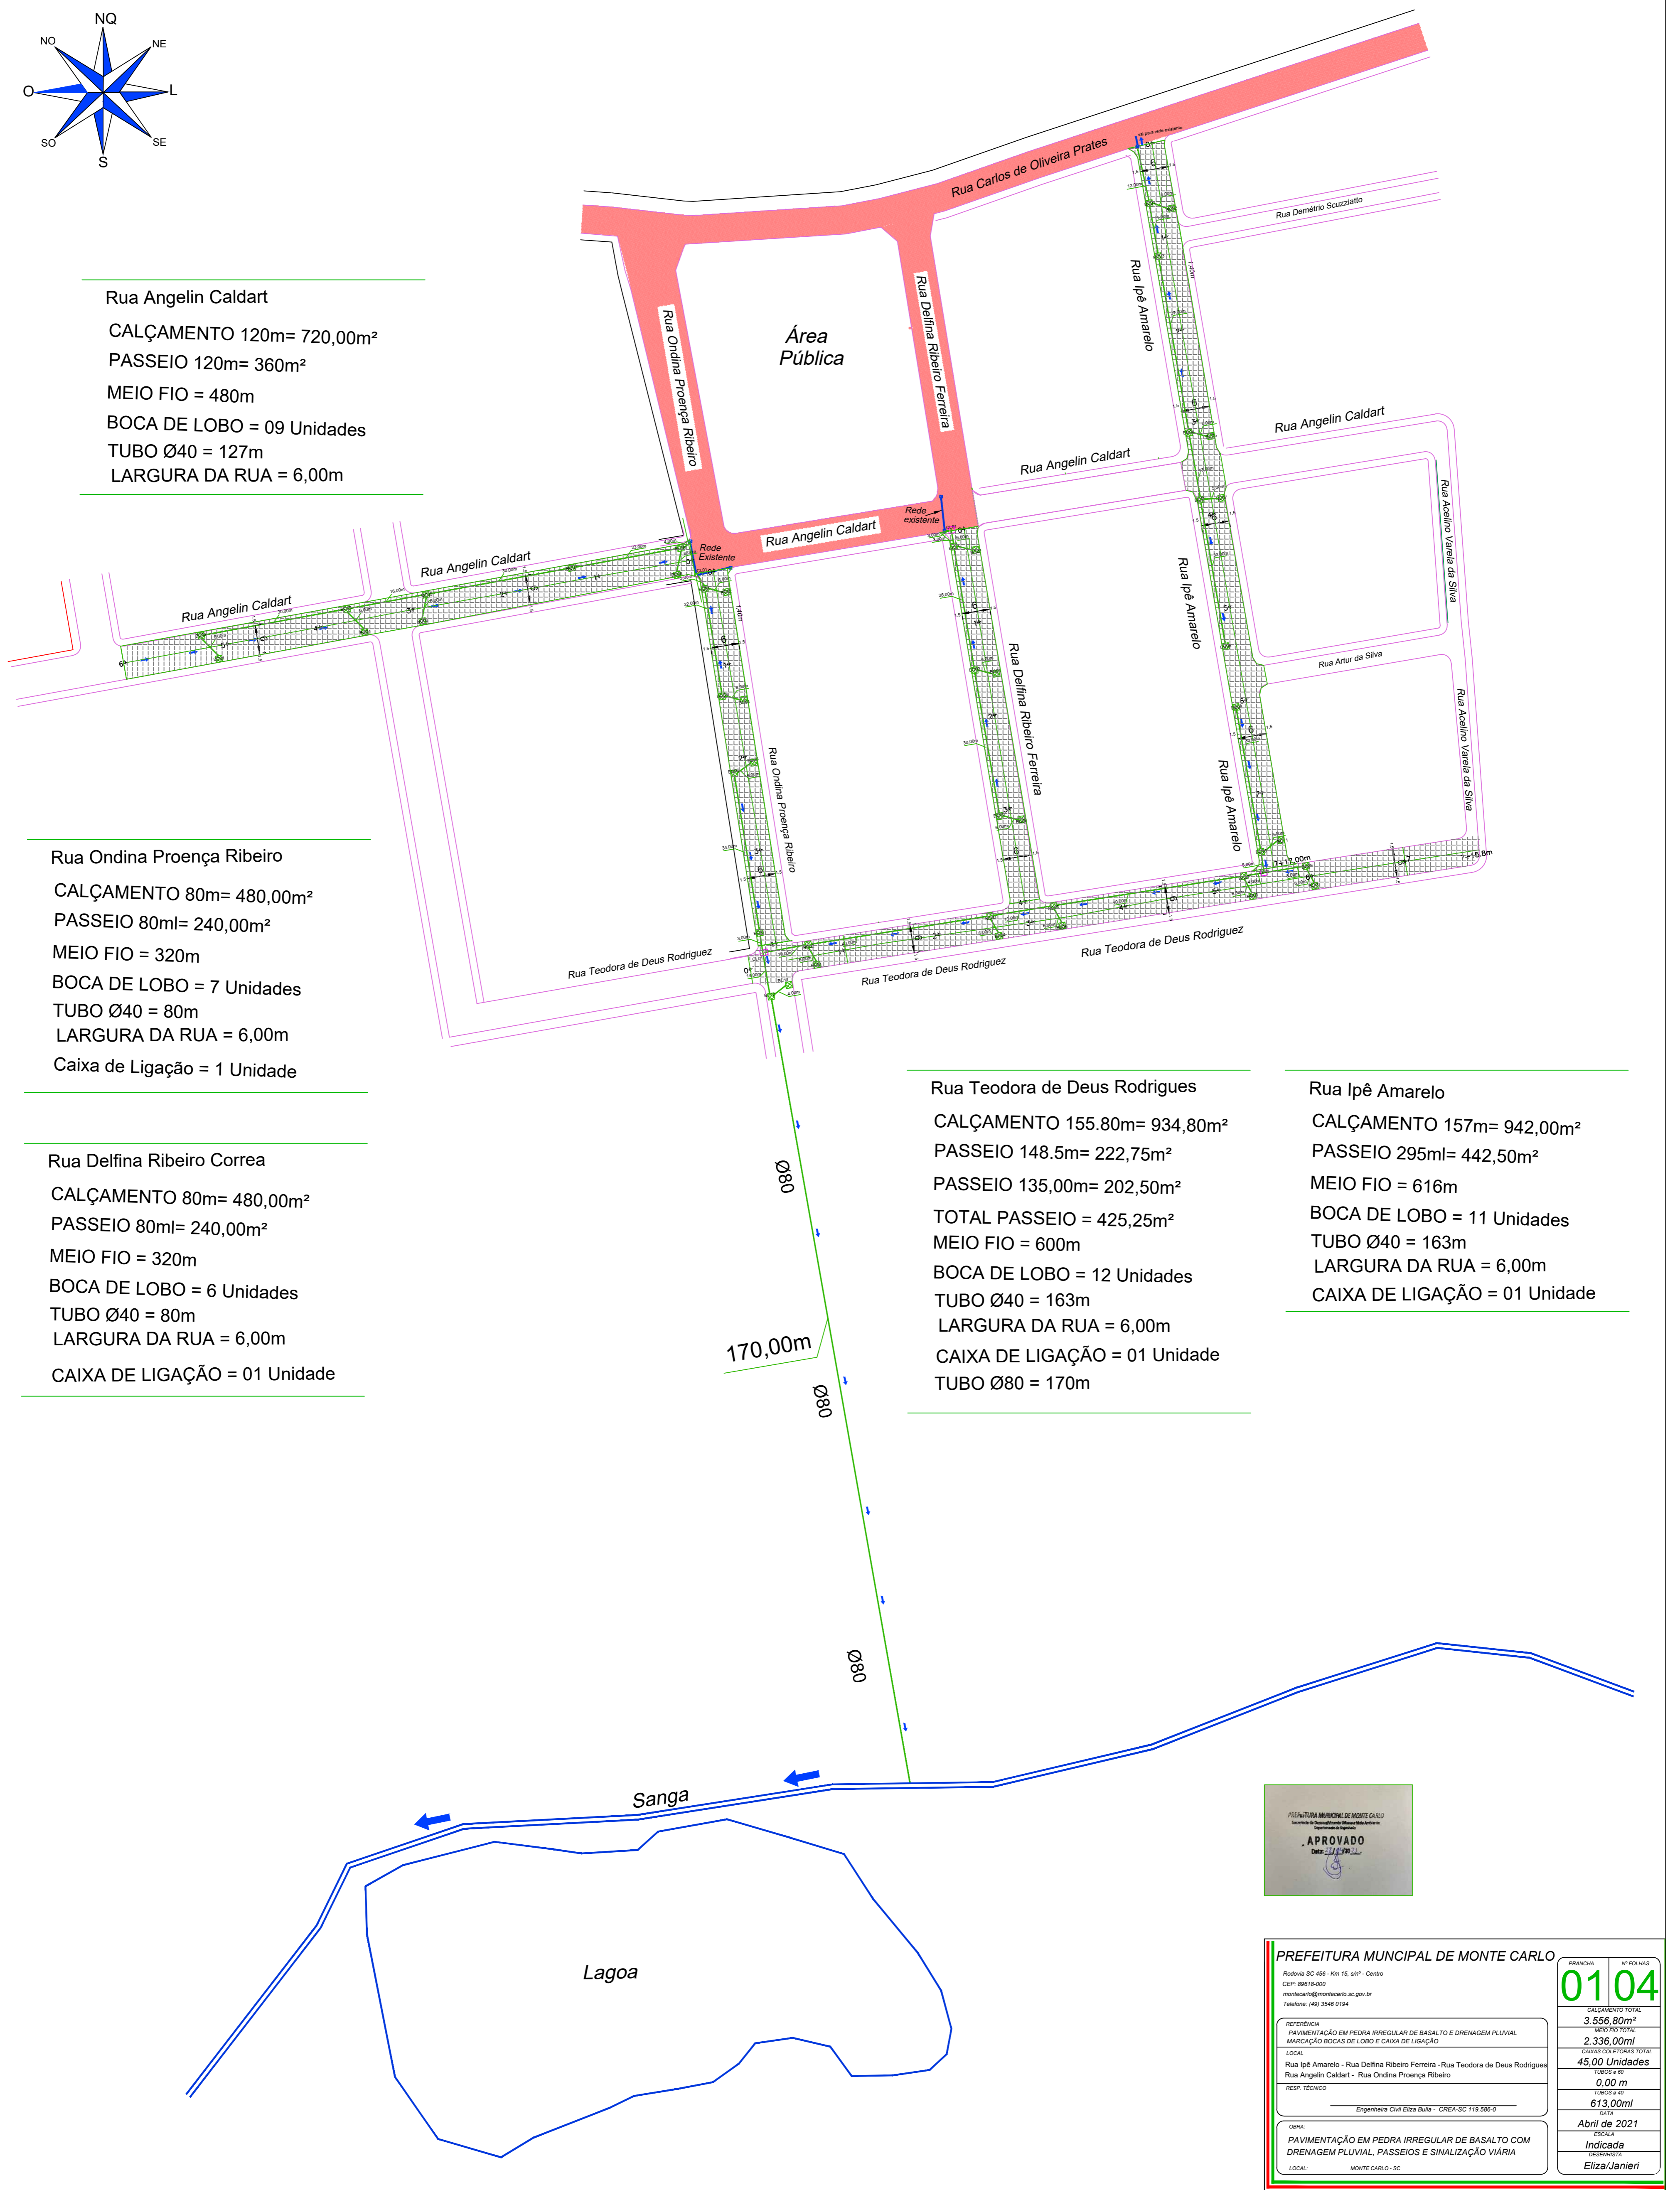 NQ
NO
NE
O
L
SO
SE
S
Rua Carlos de Oliveira Prates
Rua Demétrio Scuzziatto
Rua Ipê Amarelo
Rua Ondina Proença Ribeiro
Área
Pública
Rua Delfina Ribeiro Ferreira
Rua Angelin Caldart
CALÇAMENTO 120m= 720,00m²
PASSEIO 120m= 360m²
MEIO FIO = 480m
BOCA DE LOBO = 09 Unidades
TUBO Ø40 = 127m
LARGURA DA RUA = 6,00m
Rua Angelin Caldart
Rua Angelin Caldart
Rede
existente
Rua Angelin Caldart
Rede
Existente
Rua Angelin Caldart
Rua Angelin Caldart
Rua Acelino Varela da Silva
Rua Ipê Amarelo
Rua Artur da Silva
Rua Delfina Ribeiro Ferreira
Rua Ondina Proença Ribeiro
Rua Ipê Amarelo
Rua Acelino Varela da Silva
7+17,00m
Rua Teodora de Deus Rodriguez
Rua Teodora de Deus Rodriguez
Rua Teodora de Deus Rodriguez
Rua Ondina Proença Ribeiro
CALÇAMENTO 80m= 480,00m²
PASSEIO 80ml= 240,00m²
MEIO FIO = 320m
BOCA DE LOBO = 7 Unidades
TUBO Ø40 = 80m
LARGURA DA RUA = 6,00m
Caixa de Ligação = 1 Unidade
Rua Delfina Ribeiro Correa
CALÇAMENTO 80m= 480,00m²
PASSEIO 80ml= 240,00m²
MEIO FIO = 320m
BOCA DE LOBO = 6 Unidades
TUBO Ø40 = 80m
LARGURA DA RUA = 6,00m
CAIXA DE LIGAÇÃO = 01 Unidade
Rua Teodora de Deus Rodrigues
CALÇAMENTO 155.80m= 934,80m²
PASSEIO 148.5m= 222,75m²
PASSEIO 135,00m= 202,50m²
TOTAL PASSEIO = 425,25m²
MEIO FIO = 600m
BOCA DE LOBO = 12 Unidades
TUBO Ø40 = 163m
LARGURA DA RUA = 6,00m
CAIXA DE LIGAÇÃO = 01 Unidade
TUBO Ø80 = 170m
Rua Ipê Amarelo
CALÇAMENTO 157m= 942,00m²
PASSEIO 295ml= 442,50m²
MEIO FIO = 616m
BOCA DE LOBO = 11 Unidades
TUBO Ø40 = 163m
LARGURA DA RUA = 6,00m
CAIXA DE LIGAÇÃO = 01 Unidade
Ø80
170,00m
Ø80
Ø80
Sanga
Lagoa
PREFEITURA MUNICIPAL DE MONTE CARLO
APROVADO
Data:
PREFEITURA MUNCIPAL DE MONTE CARLO
Rodovia SC 456 - Km 15, s/nº - Centro
CEP: 89618-000
montecarlo@montecarlo.sc.gov.br
Telefone: (49) 3546 0194
REFERÊNCIA
PAVIMENTAÇÃO EM PEDRA IRREGULAR DE BASALTO E DRENAGEM PLUVIAL
MARCAÇÃO BOCAS DE LOBO E CAIXA DE LIGAÇÃO
LOCAL
Rua Ipê Amarelo - Rua Delfina Ribeiro Ferreira - Rua Teodora de Deus Rodrigues
Rua Angelin Caldart - Rua Ondina Proença Ribeiro
RESP. TÉCNICO
Engenheira Civil Eliza Bulla - CREA-SC 119.586-0
OBRA:
PAVIMENTAÇÃO EM PEDRA IRREGULAR DE BASALTO COM
DRENAGEM PLUVIAL, PASSEIOS E SINALIZAÇÃO VIÁRIA
LOCAL: MONTE CARLO - SC
PRANCHA
01
Nº FOLHAS
04
CALÇAMENTO TOTAL
3.556,80m²
MEIO FIO TOTAL
2.336,00ml
CAIXAS COLETORAS TOTAL
45,00 Unidades
TUBOS ø 60
0,00 m
TUBOS ø 40
613,00ml
DATA
Abril de 2021
ESCALA
Indicada
DESENHISTA
Eliza/Janieri